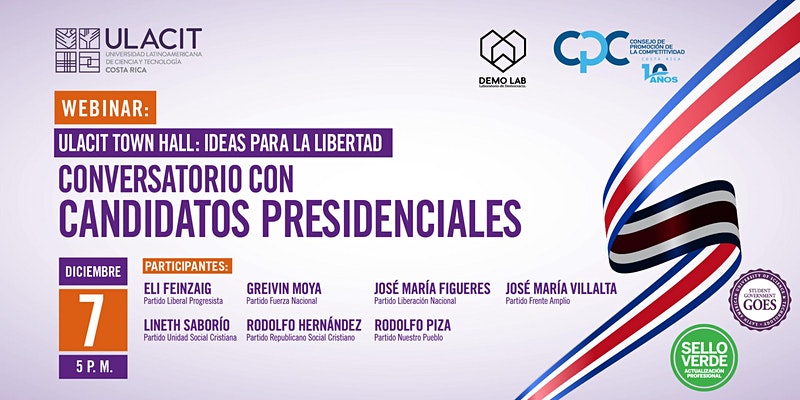 ULACIT
UNIVERSIDAD LATINOAMERICANA
DE CIENCIA Y TECNOLOGÍA
COSTA RICA
DEMO LAB
Laboratorio de Democracia
CPC
CONSEJO DE
PROMOCIÓN DE
LA COMPETITIVIDAD
COSTA RICA
10 AÑOS
WEBINAR:
ULACIT TOWN HALL: IDEAS PARA LA LIBERTAD
CONVERSATORIO CON
CANDIDATOS PRESIDENCIALES
DICIEMBRE
7
5 P. M.
PARTICIPANTES:
ELI FEINZAIG
Partido Liberal Progresista
GREIVIN MOYA
Partido Fuerza Nacional
JOSÉ MARÍA FIGUERES
Partido Liberación Nacional
JOSÉ MARÍA VILLALTA
Partido Frente Amplio
LINETH SABORÍO
Partido Unidad Social Cristiana
RODOLFO HERNÁNDEZ
Partido Republicano Social Cristiano
RODOLFO PIZA
Partido Nuestro Pueblo
STUDENT
GOVERNMENT
GOES
SELLO
VERDE
ACTUALIZACIÓN
PROFESIONAL